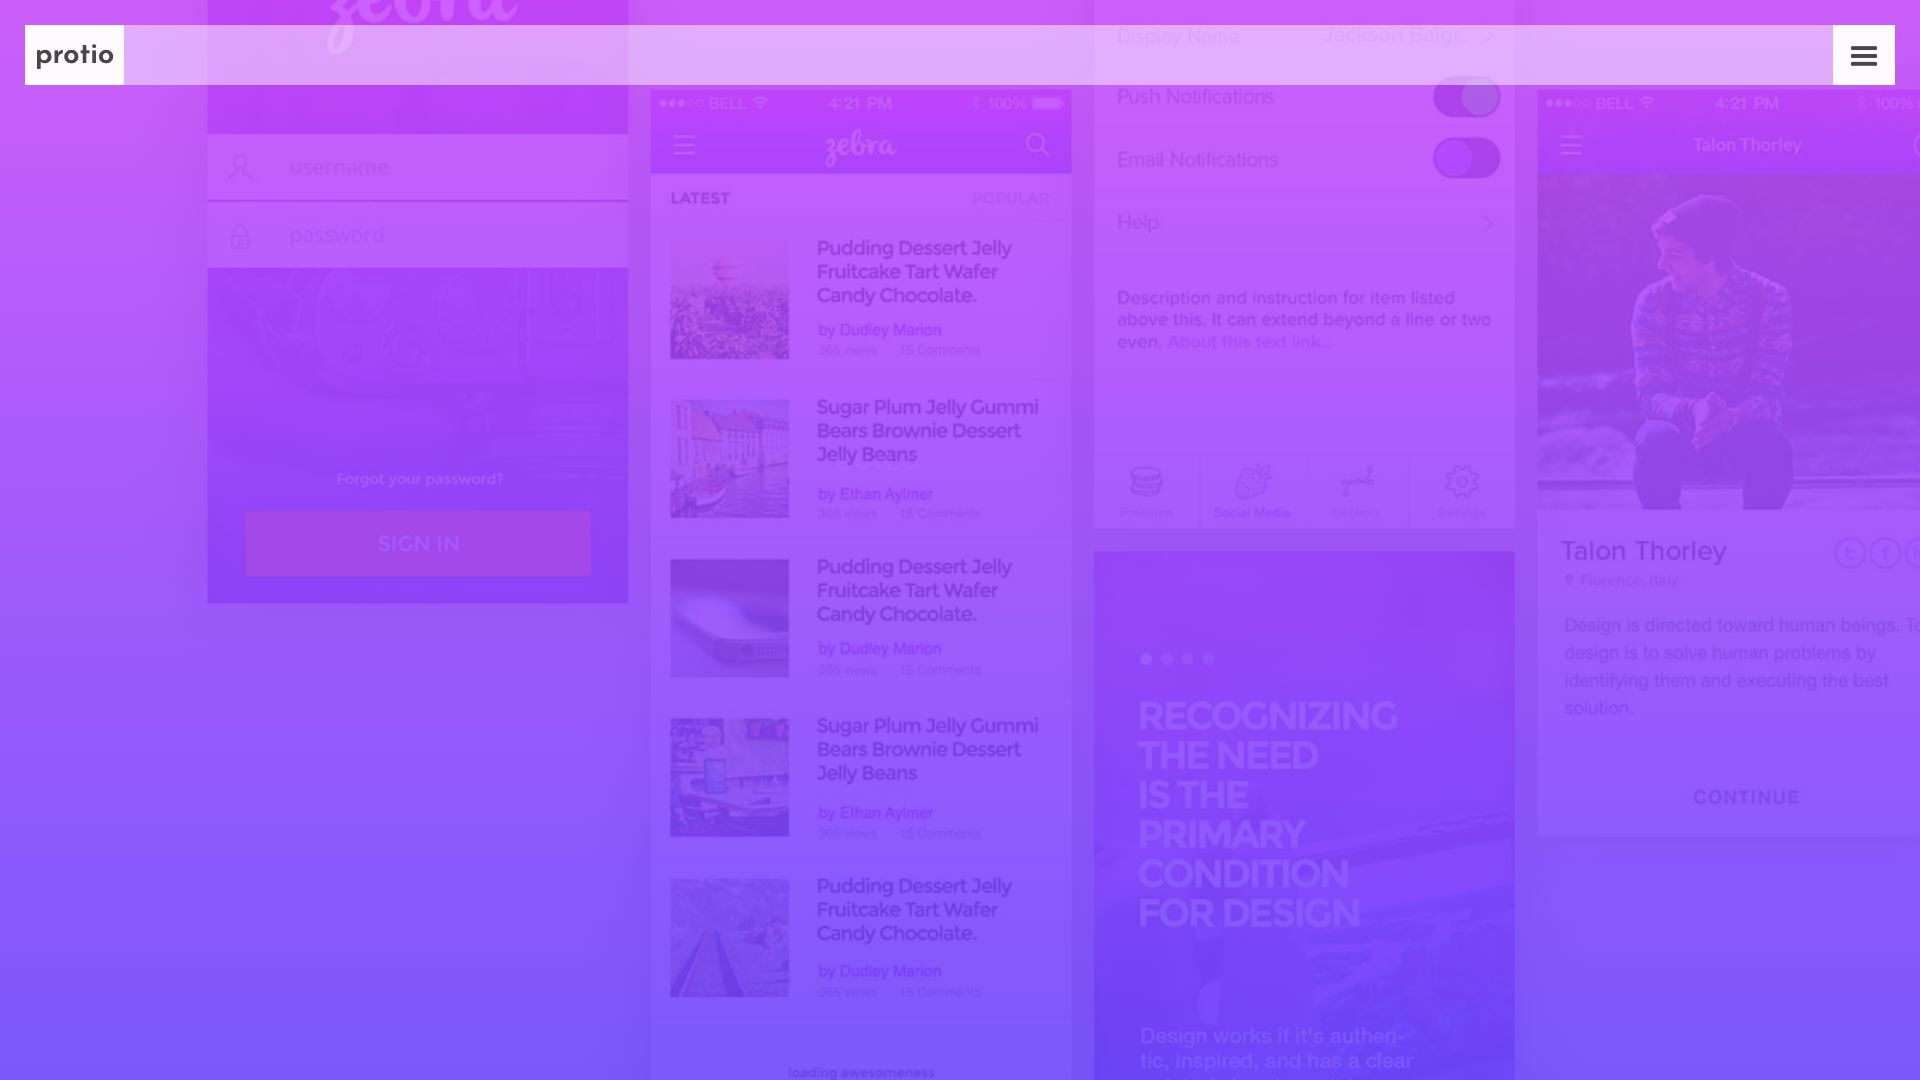 protio
zebra
username
password
Forgot your password?
SIGN IN
BELL 4:21 PM 100%
zebra
LATEST POPULAR
Pudding Dessert Jelly
Fruitcake Tart Wafer
Candy Chocolate.
by Dudley Marion
365 views 15 Comments
Sugar Plum Jelly Gummi
Bears Brownie Dessert
Jelly Beans
by Ethan Aylmer
365 views 15 Comments
Pudding Dessert Jelly
Fruitcake Tart Wafer
Candy Chocolate.
by Dudley Marion
365 views 15 Comments
Sugar Plum Jelly Gummi
Bears Brownie Dessert
Jelly Beans
by Ethan Aylmer
365 views 15 Comments
Pudding Dessert Jelly
Fruitcake Tart Wafer
Candy Chocolate.
by Dudley Marion
365 views 15 Comments
loading awesomeness
Display Name Jackson Balgr..
Push Notifications
Email Notifications
Help
Description and instruction for item listed
above this. It can extend beyond a line or two
even. About this text link...
Premium Social Media Network Settings
RECOGNIZING
THE NEED
IS THE
PRIMARY
CONDITION
FOR DESIGN
Design works if it's authen-
tic, inspired, and has a clear
BELL 4:21 PM 100%
Talon Thorley
Talon Thorley
Florence, Italy
Design is directed toward human beings. To
design is to solve human problems by
identifying them and executing the best
solution.
CONTINUE